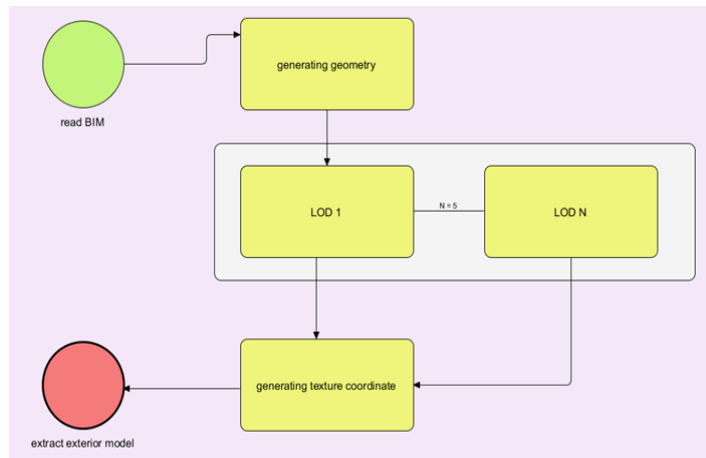 generating geometry
read BIM
LOD 1
N = 5
LOD N
generating texture coordinate
extract exterior model